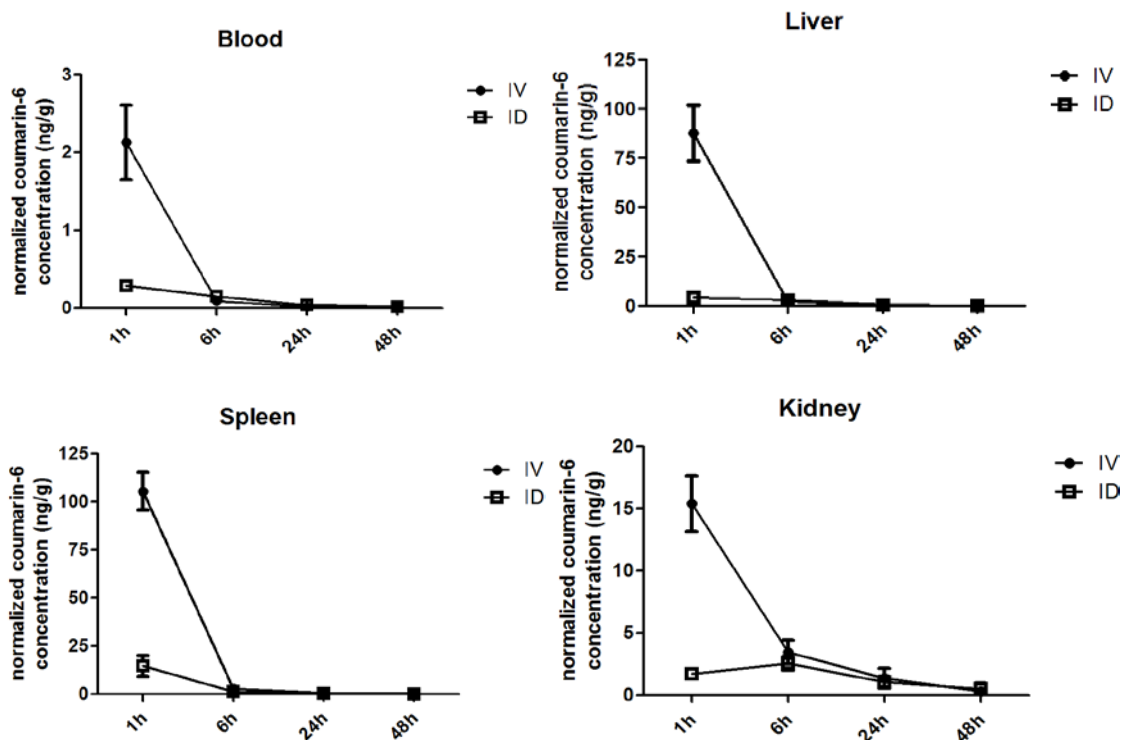 Blood
normalized coumarin-6
concentration (ng/g)
3
2
1
0
1h
6h
24h
48h
IV
ID
Liver
normalized coumarin-6
concentration (ng/g)
125
100
75
50
25
0
1h
6h
24h
48h
IV
ID
Spleen
normalized coumarin-6
concentration (ng/g)
125
100
75
50
25
0
1h
6h
24h
48h
IV
ID
Kidney
normalized coumarin-6
concentration (ng/g)
20
15
10
5
0
1h
6h
24h
48h
IV
ID